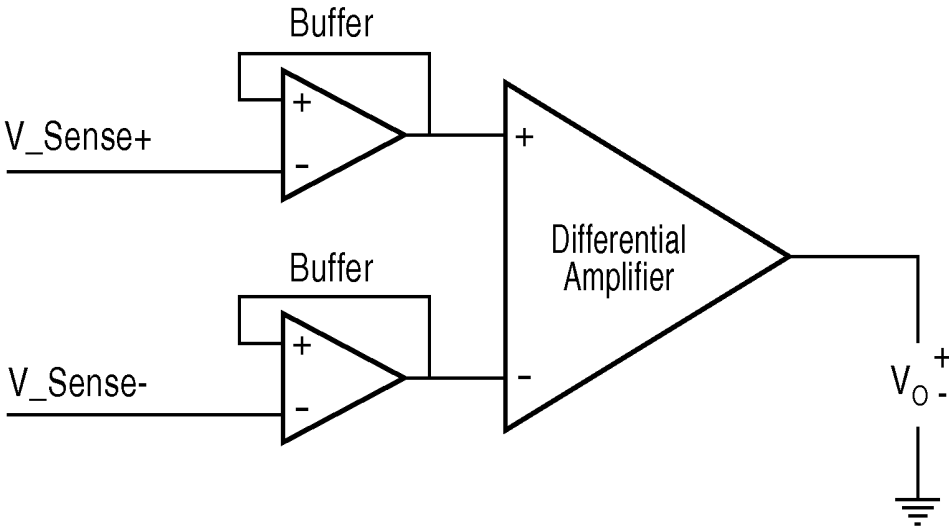 Buffer
+
V_Sense+
-
+
Differential
Amplifier
Buffer
+
V_Sense-
-
-
+
VO
-